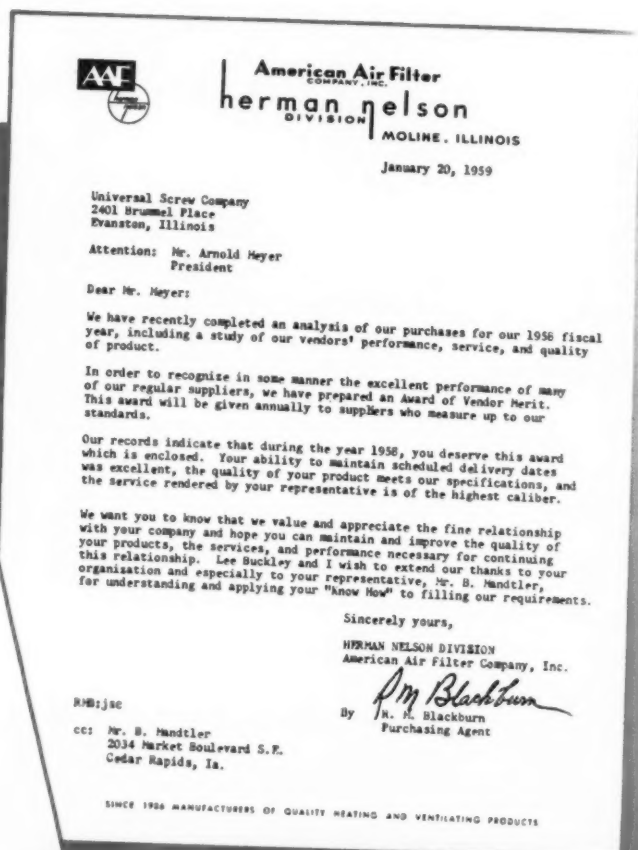 AAF
herman nelson
American Air Filter
COMPANY, INC.
herman nelson
DIVISION
MOLINE, ILLINOIS
January 20, 1959
Universal Screw Company
2401 Brummel Place
Evanston, Illinois
Attention: Mr. Arnold Meyer
President
Dear Mr. Meyer:
We have recently completed an analysis of our purchases for our 1958 fiscal
year, including a study of our vendors' performance, service, and quality
of product.
In order to recognize in some manner the excellent performance of many
of our regular suppliers, we have prepared an Award of Vendor Merit.
This award will be given annually to suppliers who measure up to our
standards.
Our records indicate that during the year 1958, you deserve this award
which is enclosed. Your ability to maintain scheduled delivery dates
was excellent, the quality of your product meets our specifications, and
the service rendered by your representative is of the highest caliber.
We want you to know that we value and appreciate the fine relationship
with your company and hope you can maintain and improve the quality of
your products, the services, and performance necessary for continuing
this relationship. Lee Buckley and I wish to extend our thanks to your
organization and especially to your representative, Mr. B. Mandtler,
for understanding and applying your "Know How" to filling our requirements.
Sincerely yours,
HERMAN NELSON DIVISION
American Air Filter Company, Inc.
RM Blackburn
By R. M. Blackburn
Purchasing Agent
RMB:jse
cc: Mr. B. Mandtler
2034 Market Boulevard S.E.
Cedar Rapids, Ia.
SINCE 1906 MANUFACTURERS OF QUALITY HEATING AND VENTILATING PRODUCTS